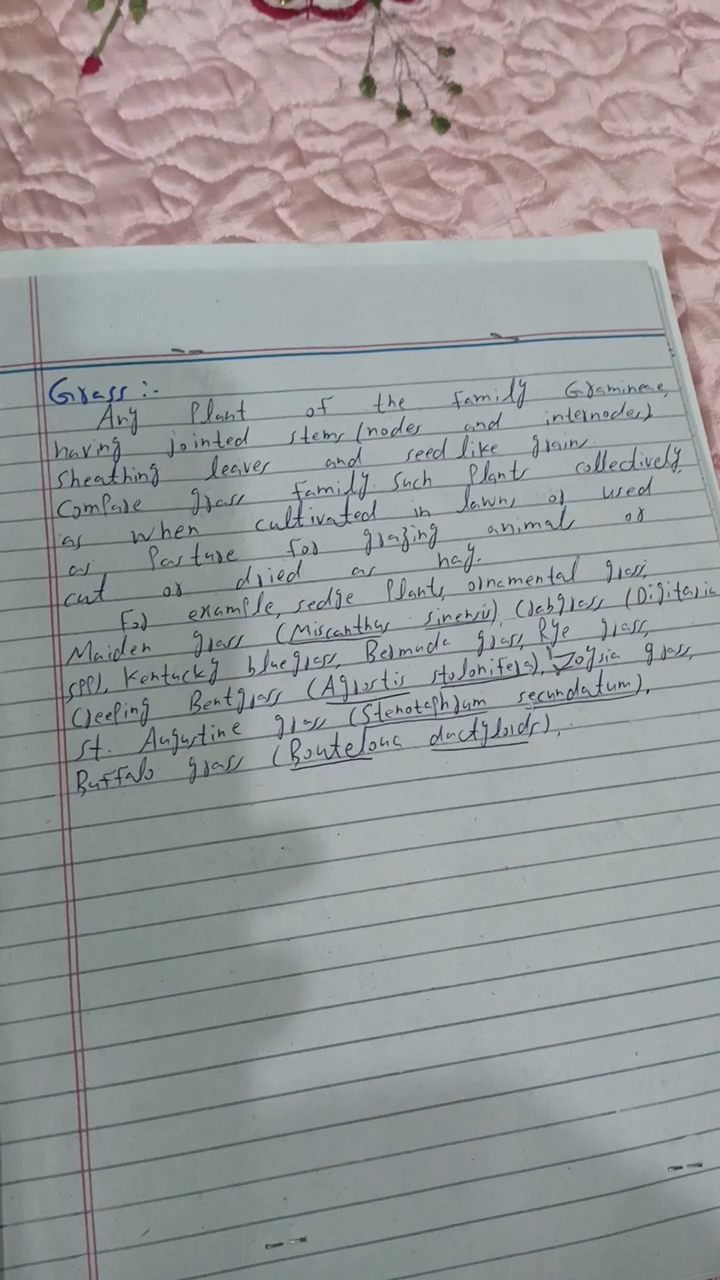 Grass :-
Any Plant of the family Gramineae,
having jointed stems (nodes and internodes)
sheathing leaves and seed like grain.
Compare grass family. Such Plants collectively,
as when cultivated in lawns or used
as Pasture for grazing animals or
cut or dried as hay.
For example, sedge Plants, ornamental grass,
Maiden grass (Miscanthus sinensis), Crabgrass (Digitaria
spp), Kentucky bluegrass, Bermuda grass, Rye grass,
Creeping Bentgrass (Agrostis stolonifera), Zoysia grass,
St. Augustine grass (Stenotaphrum secundatum),
Buffalo grass (Bouteloua dactyloids),